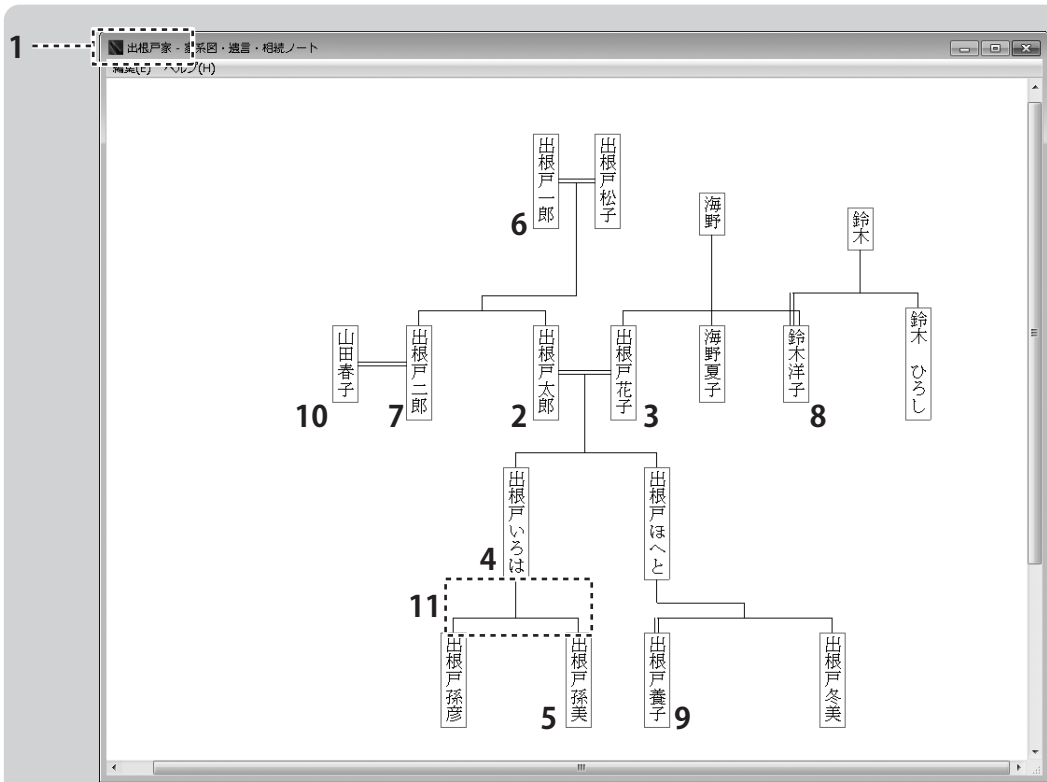 1
出根戸家 - 家系図・遺言・相続ノート
編集(E) ヘルプ(H)
出根戸一郎
出根戸松子
6
海野
鈴木
山田春子
出根戸二郎
出根戸太郎
出根戸花子
海野夏子
鈴木洋子
鈴木 ひろし
10
7
2
3
8
出根戸いろは
出根戸ほへと
4
11
出根戸孫彦
出根戸孫美
出根戸養子
出根戸冬美
5
9